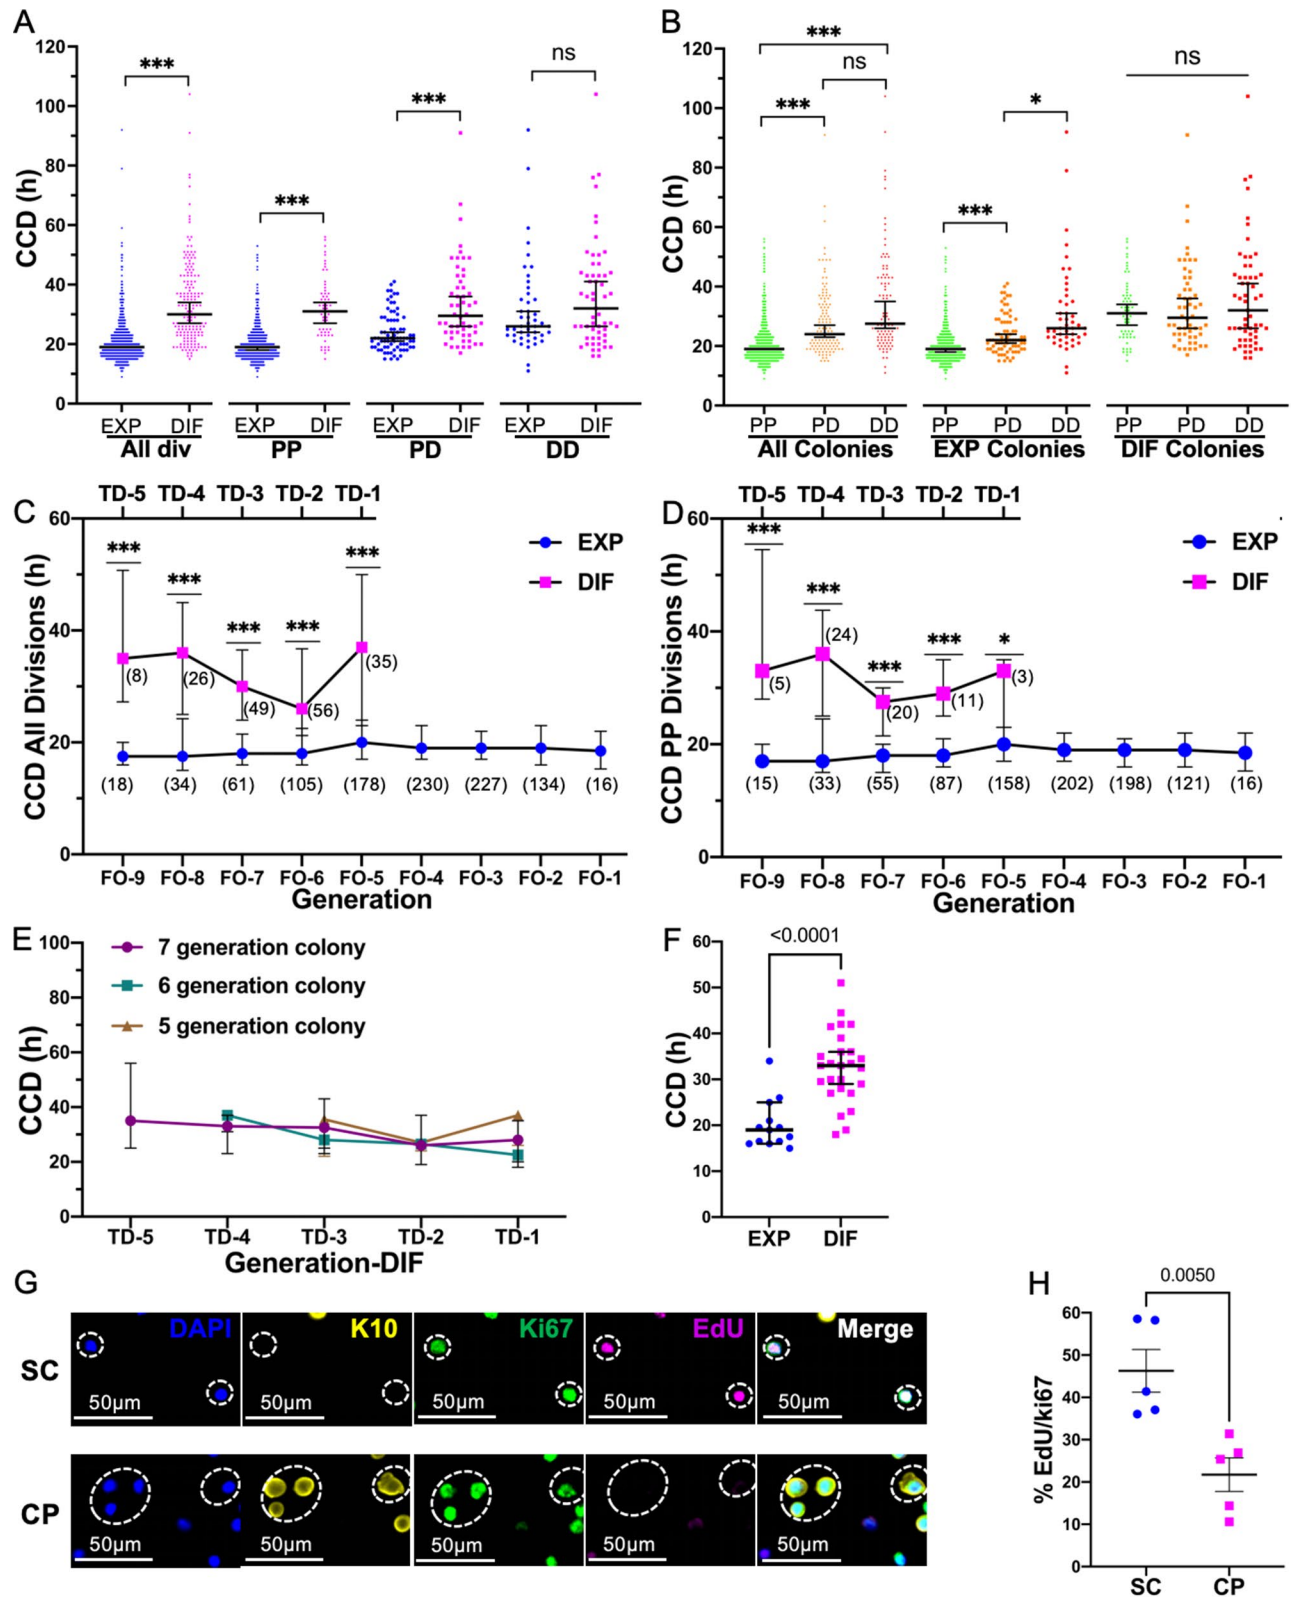 A
CCD (h)
120
100
80
60
40
20
0
***
***
***
ns
EXP DIF EXP DIF EXP DIF EXP DIF
All div PP PD DD
B
CCD (h)
120
100
80
60
40
20
0
***
ns
***
*
***
ns
PP PD DD PP PD DD PP PD DD
All Colonies EXP Colonies DIF Colonies
C
TD-5 TD-4 TD-3 TD-2 TD-1
CCD All Divisions (h)
60
40
20
0
EXP
DIF
*** *** *** *** ***
(8) (26) (49) (56) (35)
(18) (34) (61) (105) (178) (230) (227) (134) (16)
FO-9 FO-8 FO-7 FO-6 FO-5 FO-4 FO-3 FO-2 FO-1
Generation
D
TD-5 TD-4 TD-3 TD-2 TD-1
CCD PP Divisions (h)
60
40
20
0
EXP
DIF
*** *** *** *** *
(5) (24) (20) (11) (3)
(15) (33) (55) (87) (158) (202) (198) (121) (16)
FO-9 FO-8 FO-7 FO-6 FO-5 FO-4 FO-3 FO-2 FO-1
Generation
E
CCD (h)
100
80
60
40
20
0
7 generation colony
6 generation colony
5 generation colony
TD-5 TD-4 TD-3 TD-2 TD-1
Generation-DIF
F
CCD (h)
60
50
40
30
20
10
0
<0.0001
EXP DIF
G
SC
DAPI K10 Ki67 EdU Merge
50μm 50μm 50μm 50μm 50μm
CP
50μm 50μm 50μm 50μm 50μm
H
% EdU/ki67
60
50
40
30
20
10
0
0.0050
SC CP